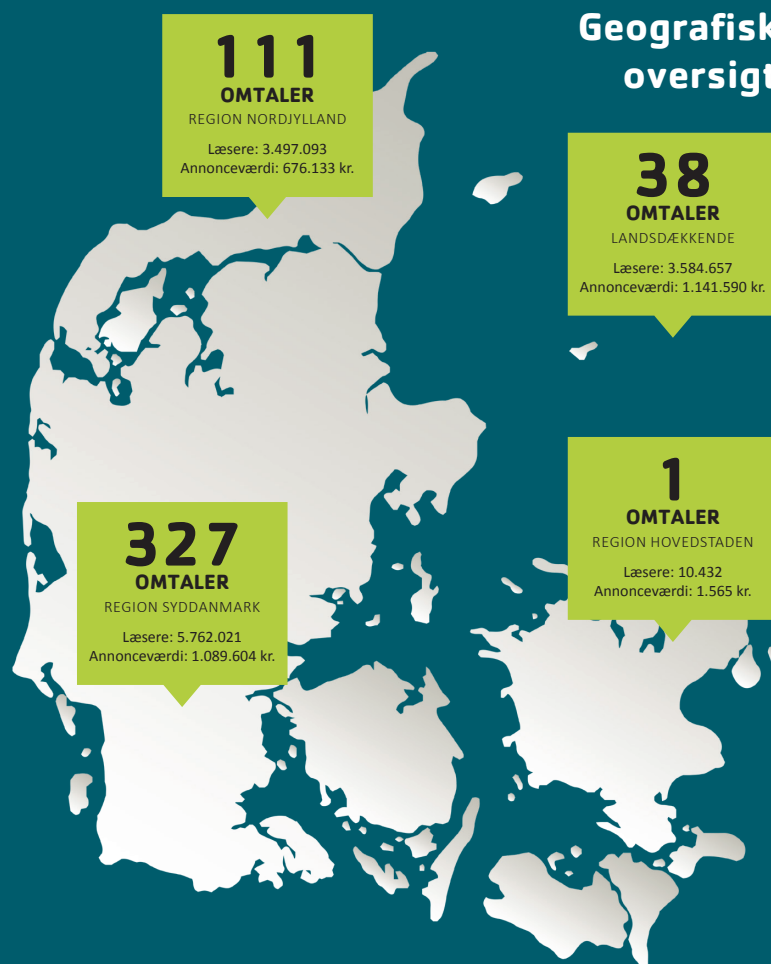 Geografisk
oversigt
111
OMTALER
REGION NORDJYLLAND
Læsere: 3.497.093
Annonceværdi: 676.133 kr.
38
OMTALER
LANDSDÆKKENDE
Læsere: 3.584.657
Annonceværdi: 1.141.590 kr.
1
OMTALER
REGION HOVEDSTADEN
Læsere: 10.432
Annonceværdi: 1.565 kr.
327
OMTALER
REGION SYDDANMARK
Læsere: 5.762.021
Annonceværdi: 1.089.604 kr.